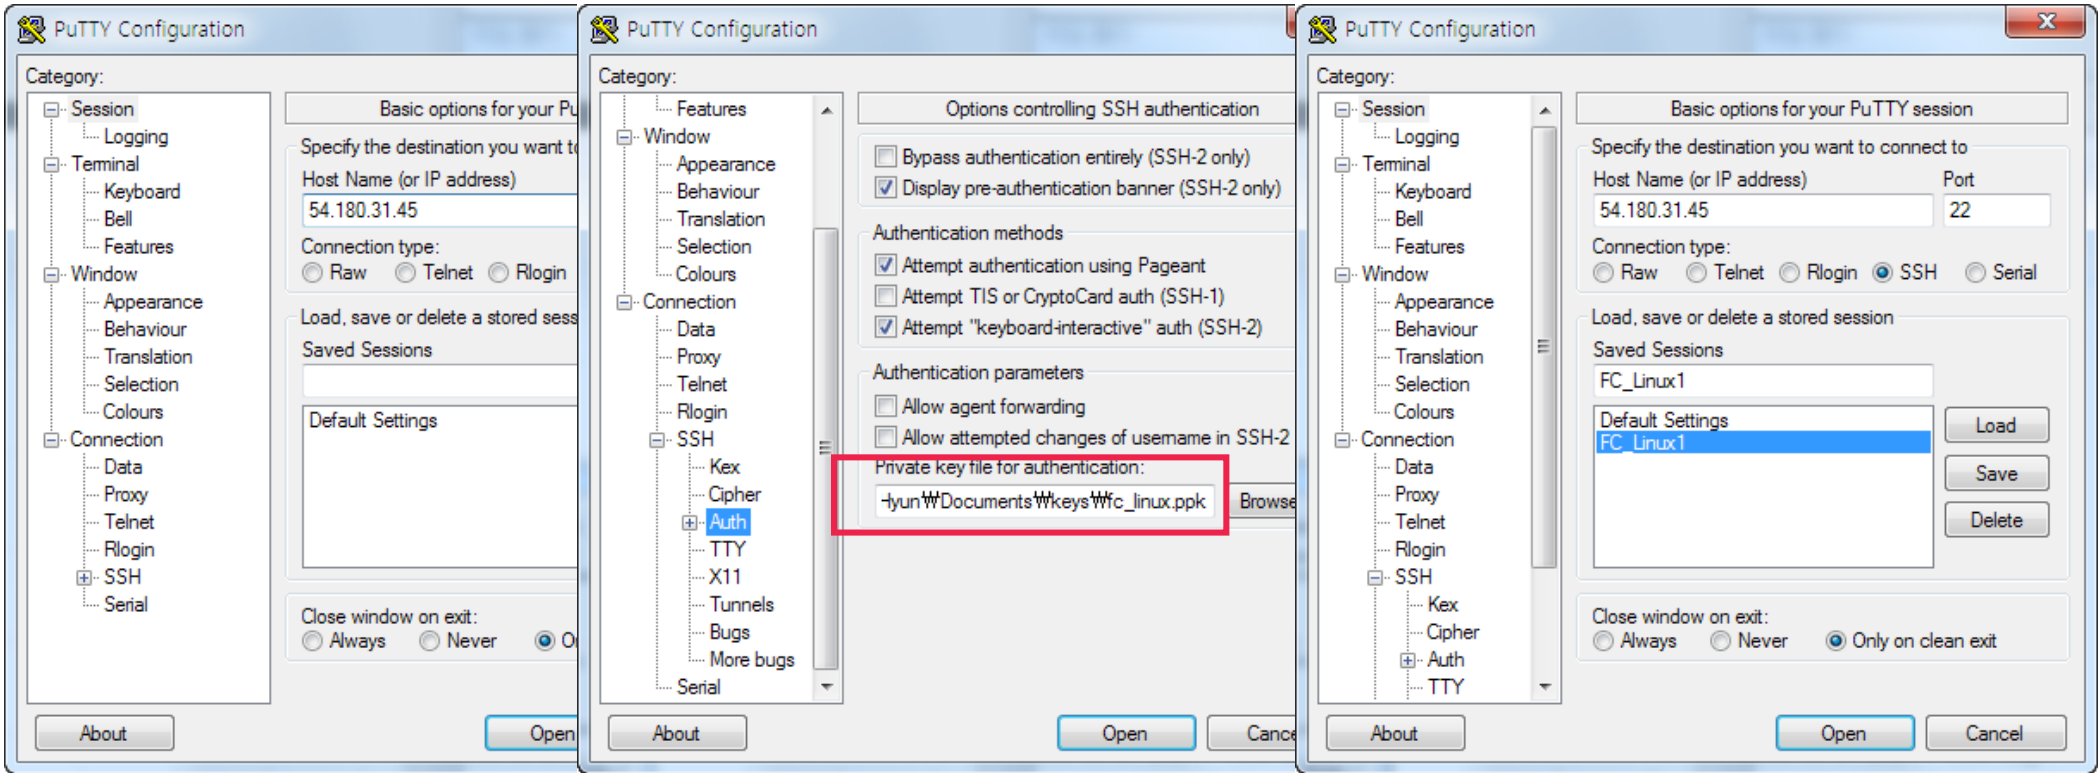 PuTTY Configuration
Category:
Session
Logging
Terminal
Keyboard
Bell
Features
Window
Appearance
Behaviour
Translation
Selection
Colours
Connection
Data
Proxy
Telnet
Rlogin
SSH
Serial
Basic options for your Pu
Specify the destination you want to
Host Name (or IP address)
54.180.31.45
Connection type:
Raw Telnet Rlogin
Load, save or delete a stored sess
Saved Sessions
Default Settings
Close window on exit:
Always Never
About Open
PuTTY Configuration
Category:
Features
Window
Appearance
Behaviour
Translation
Selection
Colours
Connection
Data
Proxy
Telnet
Rlogin
SSH
Kex
Cipher
Auth
TTY
X11
Tunnels
Bugs
More bugs
Serial
Options controlling SSH authentication
Bypass authentication entirely (SSH-2 only)
Display pre-authentication banner (SSH-2 only)
Authentication methods
Attempt authentication using Pageant
Attempt TIS or CryptoCard auth (SSH-1)
Attempt "keyboard-interactive" auth (SSH-2)
Authentication parameters
Allow agent forwarding
Allow attempted changes of username in SSH-2
Private key file for authentication:
Hyun₩Documents₩keys₩fc_linux.ppk Browse
About Open Cance
PuTTY Configuration
Category:
Session
Logging
Terminal
Keyboard
Bell
Features
Window
Appearance
Behaviour
Translation
Selection
Colours
Connection
Data
Proxy
Telnet
Rlogin
SSH
Kex
Cipher
Auth
TTY
Basic options for your PuTTY session
Specify the destination you want to connect to
Host Name (or IP address) Port
54.180.31.45 22
Connection type:
Raw Telnet Rlogin SSH Serial
Load, save or delete a stored session
Saved Sessions
FC_Linux1
Default Settings
FC_Linux1
Load
Save
Delete
Close window on exit:
Always Never Only on clean exit
About Open Cancel